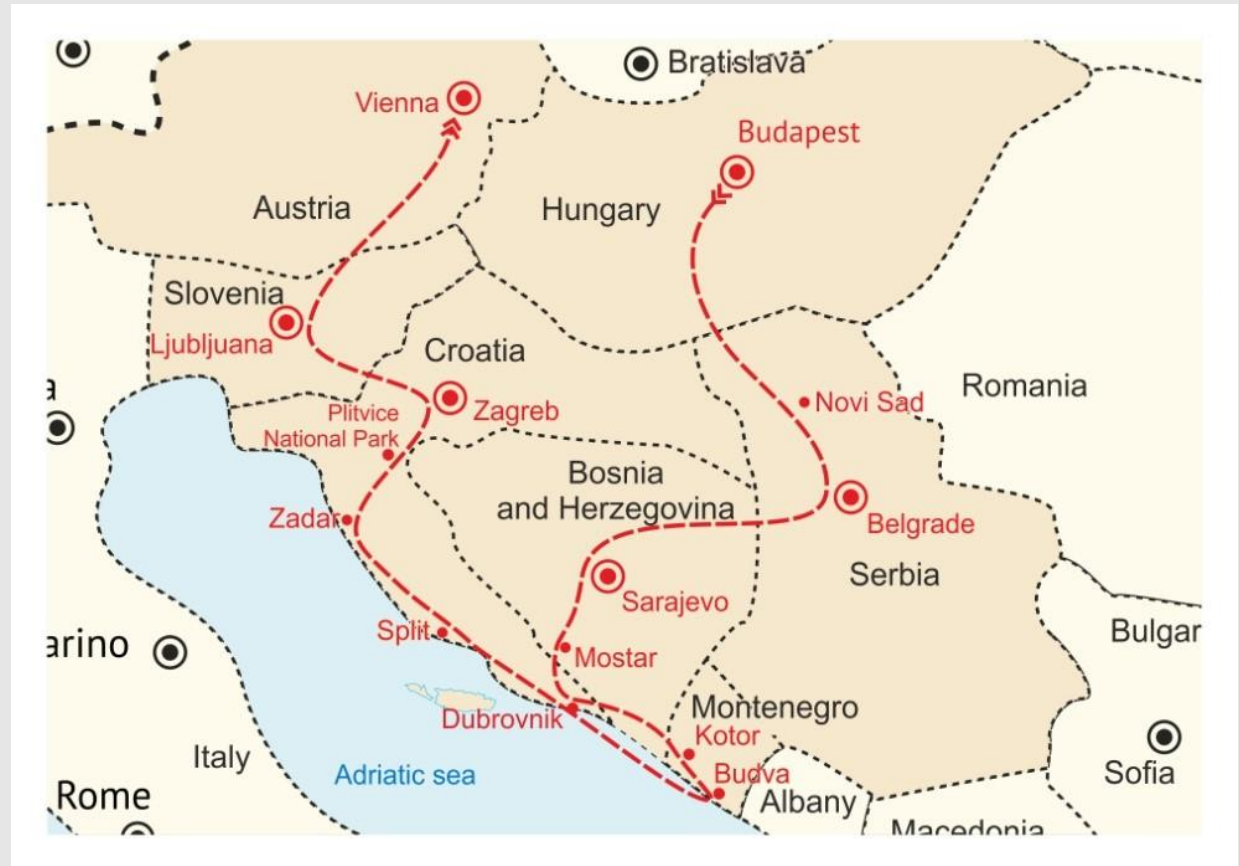 Bratislava
Vienna
Budapest
Austria
Hungary
Slovenia
Ljubljuana
Croatia
Romania
a
Plitvice
National Park
Zagreb
Novi Sad
Bosnia
and Herzegovina
Zadar
Belgrade
Serbia
Sarajevo
Split
arino
Mostar
Bulgar
Montenegro
Dubrovnik
Kotor
Italy
Adriatic sea
Budva
Sofia
Rome
Albany
Macedonia